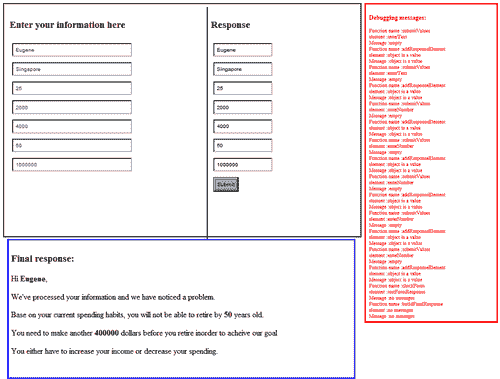 Enter your information here
Eugene
Singapore
25
2000
4000
50
Response
Eugene
Singapore
25
2000
4000
50
1000000
Submit
Final response:
Hi Eugene,
We've processed your information and we have noticed a problem.
Base on your current spending habits, you will not be able to retire by 50 years old.
You need to make another 400000 dollars before you retire inorder to acheive our goal
You either have to increase your income or decrease your spending.
Debugging messages:
Function name :submitValues
element :enterText
Message :empty
Function name :addResponseElement
element :object is a value
Message :object is a value
Function name :submitValues
element :enterText
Message :empty
Function name :addResponseElement
element :object is a value
Message :object is a value
Function name :submitValues
element :enterNumber
Message :empty
Function name :addResponseElement
element :object is a value
Message :object is a value
Function name :submitValues
element :enterNumber
Message :empty
Function name :addResponseElement
element :object is a value
Message :object is a value
Function name :submitValues
element :enterNumber
Message :empty
Function name :addResponseElement
element :object is a value
Message :object is a value
Function name :submitValues
element :enterNumber
Message :empty
Function name :addResponseElement
element :object is a value
Message :object is a value
Function name :submitValues
element :enterNumber
Message :empty
Function name :addResponseElement
element :object is a value
Message :object is a value
Function name
element
Message :no messages
Function name :buildFinalResponse
element :no messages
Message :no messages